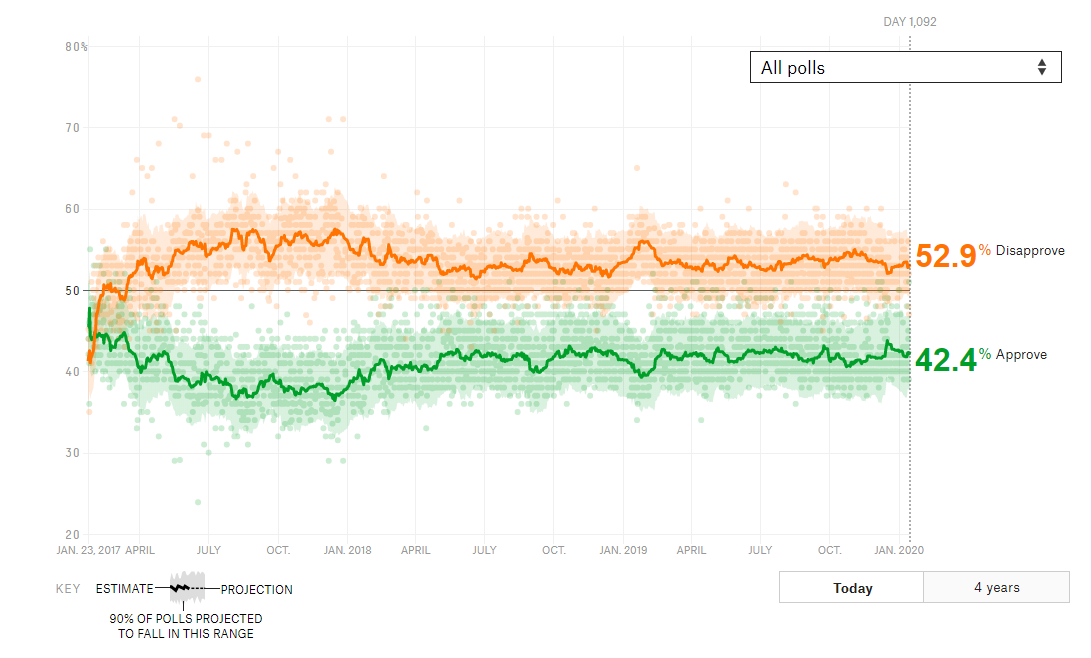 DAY 1,092
80%
All polls
70
60
52.9% Disapprove
50
42.4% Approve
40
30
20
JAN. 23, 2017 APRIL JULY OCT. JAN. 2018 APRIL JULY OCT. JAN. 2019 APRIL JULY OCT. JAN. 2020
KEY ESTIMATE PROJECTION
Today 4 years
90% OF POLLS PROJECTED
TO FALL IN THIS RANGE